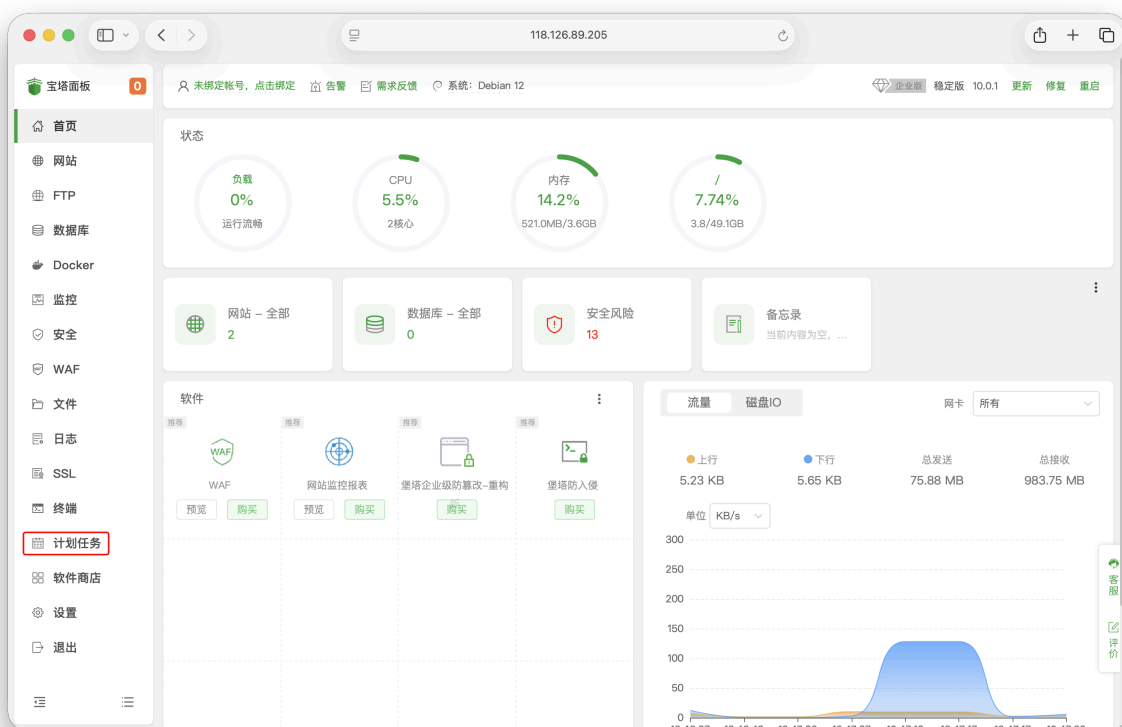 118.126.89.205
宝塔面板
0
未绑定帐号，点击绑定
告警
需求反馈
系统：Debian 12
企业版
稳定版 10.0.1
更新
修复
重启
首页
网站
FTP
数据库
Docker
监控
安全
WAF
文件
日志
SSL
终端
计划任务
软件商店
设置
退出
状态
负载
0%
运行流畅
CPU
5.5%
2核心
内存
14.2%
521.0MB/3.6GB
/
7.74%
3.8/49.1GB
网站 – 全部
2
数据库 – 全部
0
安全风险
13
备忘录
当前内容为空，...
软件
推荐
WAF
WAF
预览
购买
推荐
网站监控报表
预览
购买
推荐
堡塔企业级防篡改-重构
购买
推荐
堡塔防入侵
购买
流量
磁盘IO
网卡
所有
上行
5.23 KB
下行
5.65 KB
总发送
75.88 MB
总接收
983.75 MB
单位
KB/s
300
250
200
150
100
50
0
客服
评价